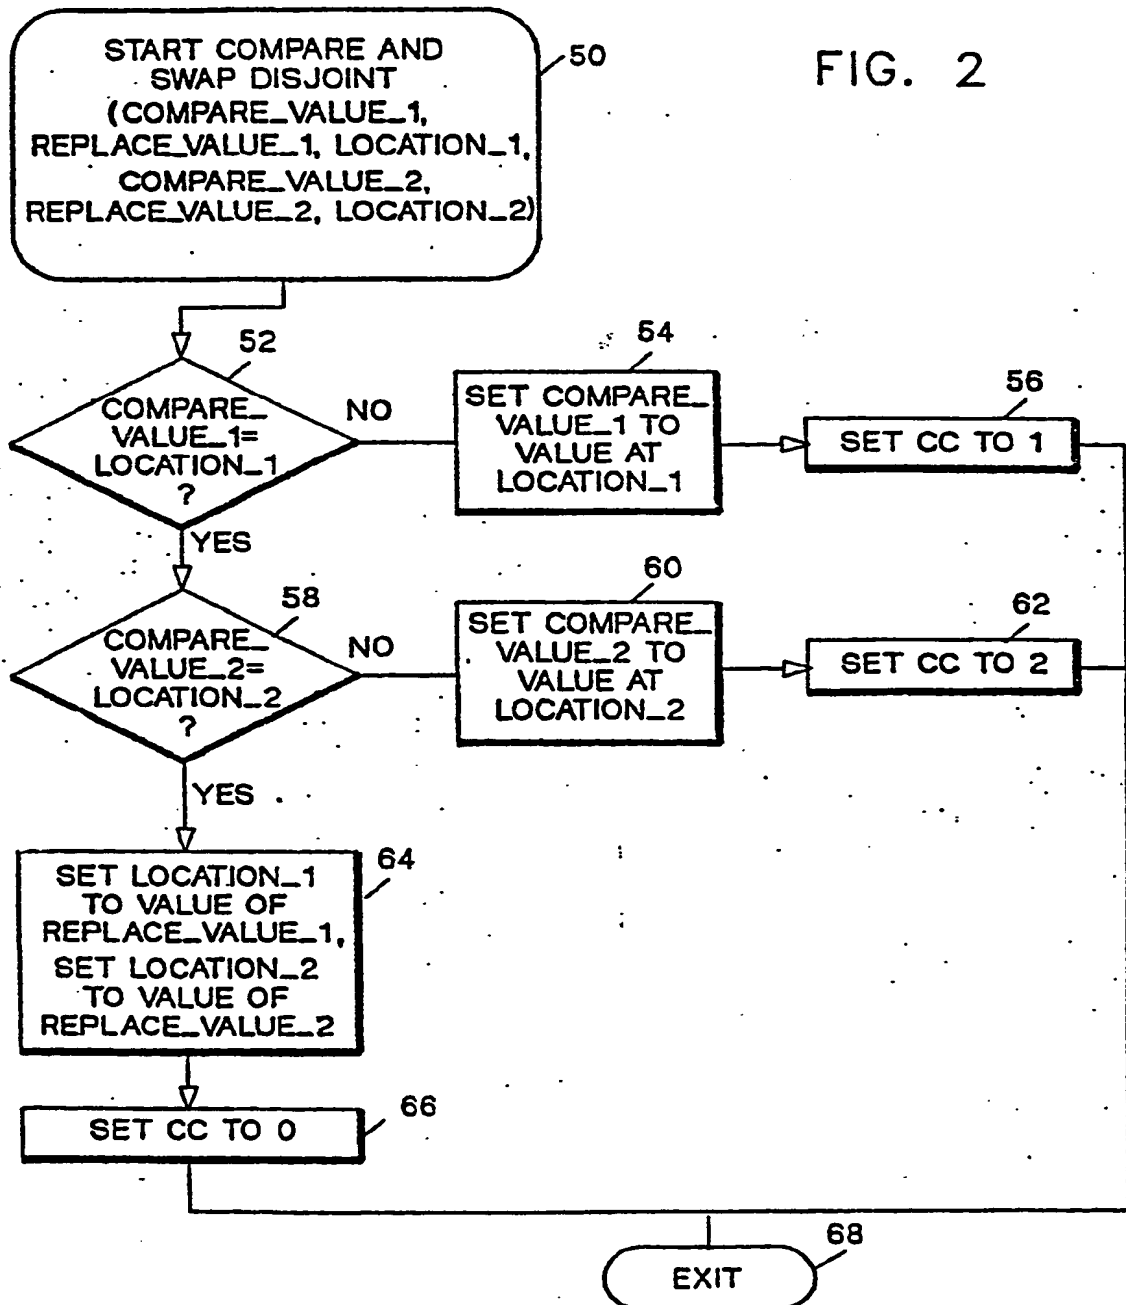 START COMPARE AND
SWAP DISJOINT
(COMPARE_VALUE_1,
REPLACE_VALUE_1, LOCATION_1,
COMPARE_VALUE_2,
REPLACE_VALUE_2, LOCATION_2)
50
FIG. 2
52
COMPARE_
VALUE_1=
LOCATION_1
?
NO
54
SET COMPARE_
VALUE_1 TO
VALUE AT
LOCATION_1
56
SET CC TO 1
YES
58
COMPARE_
VALUE_2=
LOCATION_2
?
NO
60
SET COMPARE_
VALUE_2 TO
VALUE AT
LOCATION_2
62
SET CC TO 2
YES
64
SET LOCATION_1
TO VALUE OF
REPLACE_VALUE_1,
SET LOCATION_2
TO VALUE OF
REPLACE_VALUE_2
66
SET CC TO 0
68
EXIT